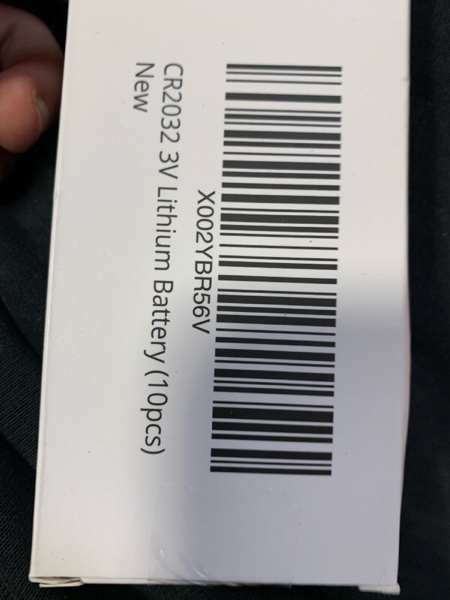 X002YBR56V
CR2032 3V Lithium Battery (10pcs)
New